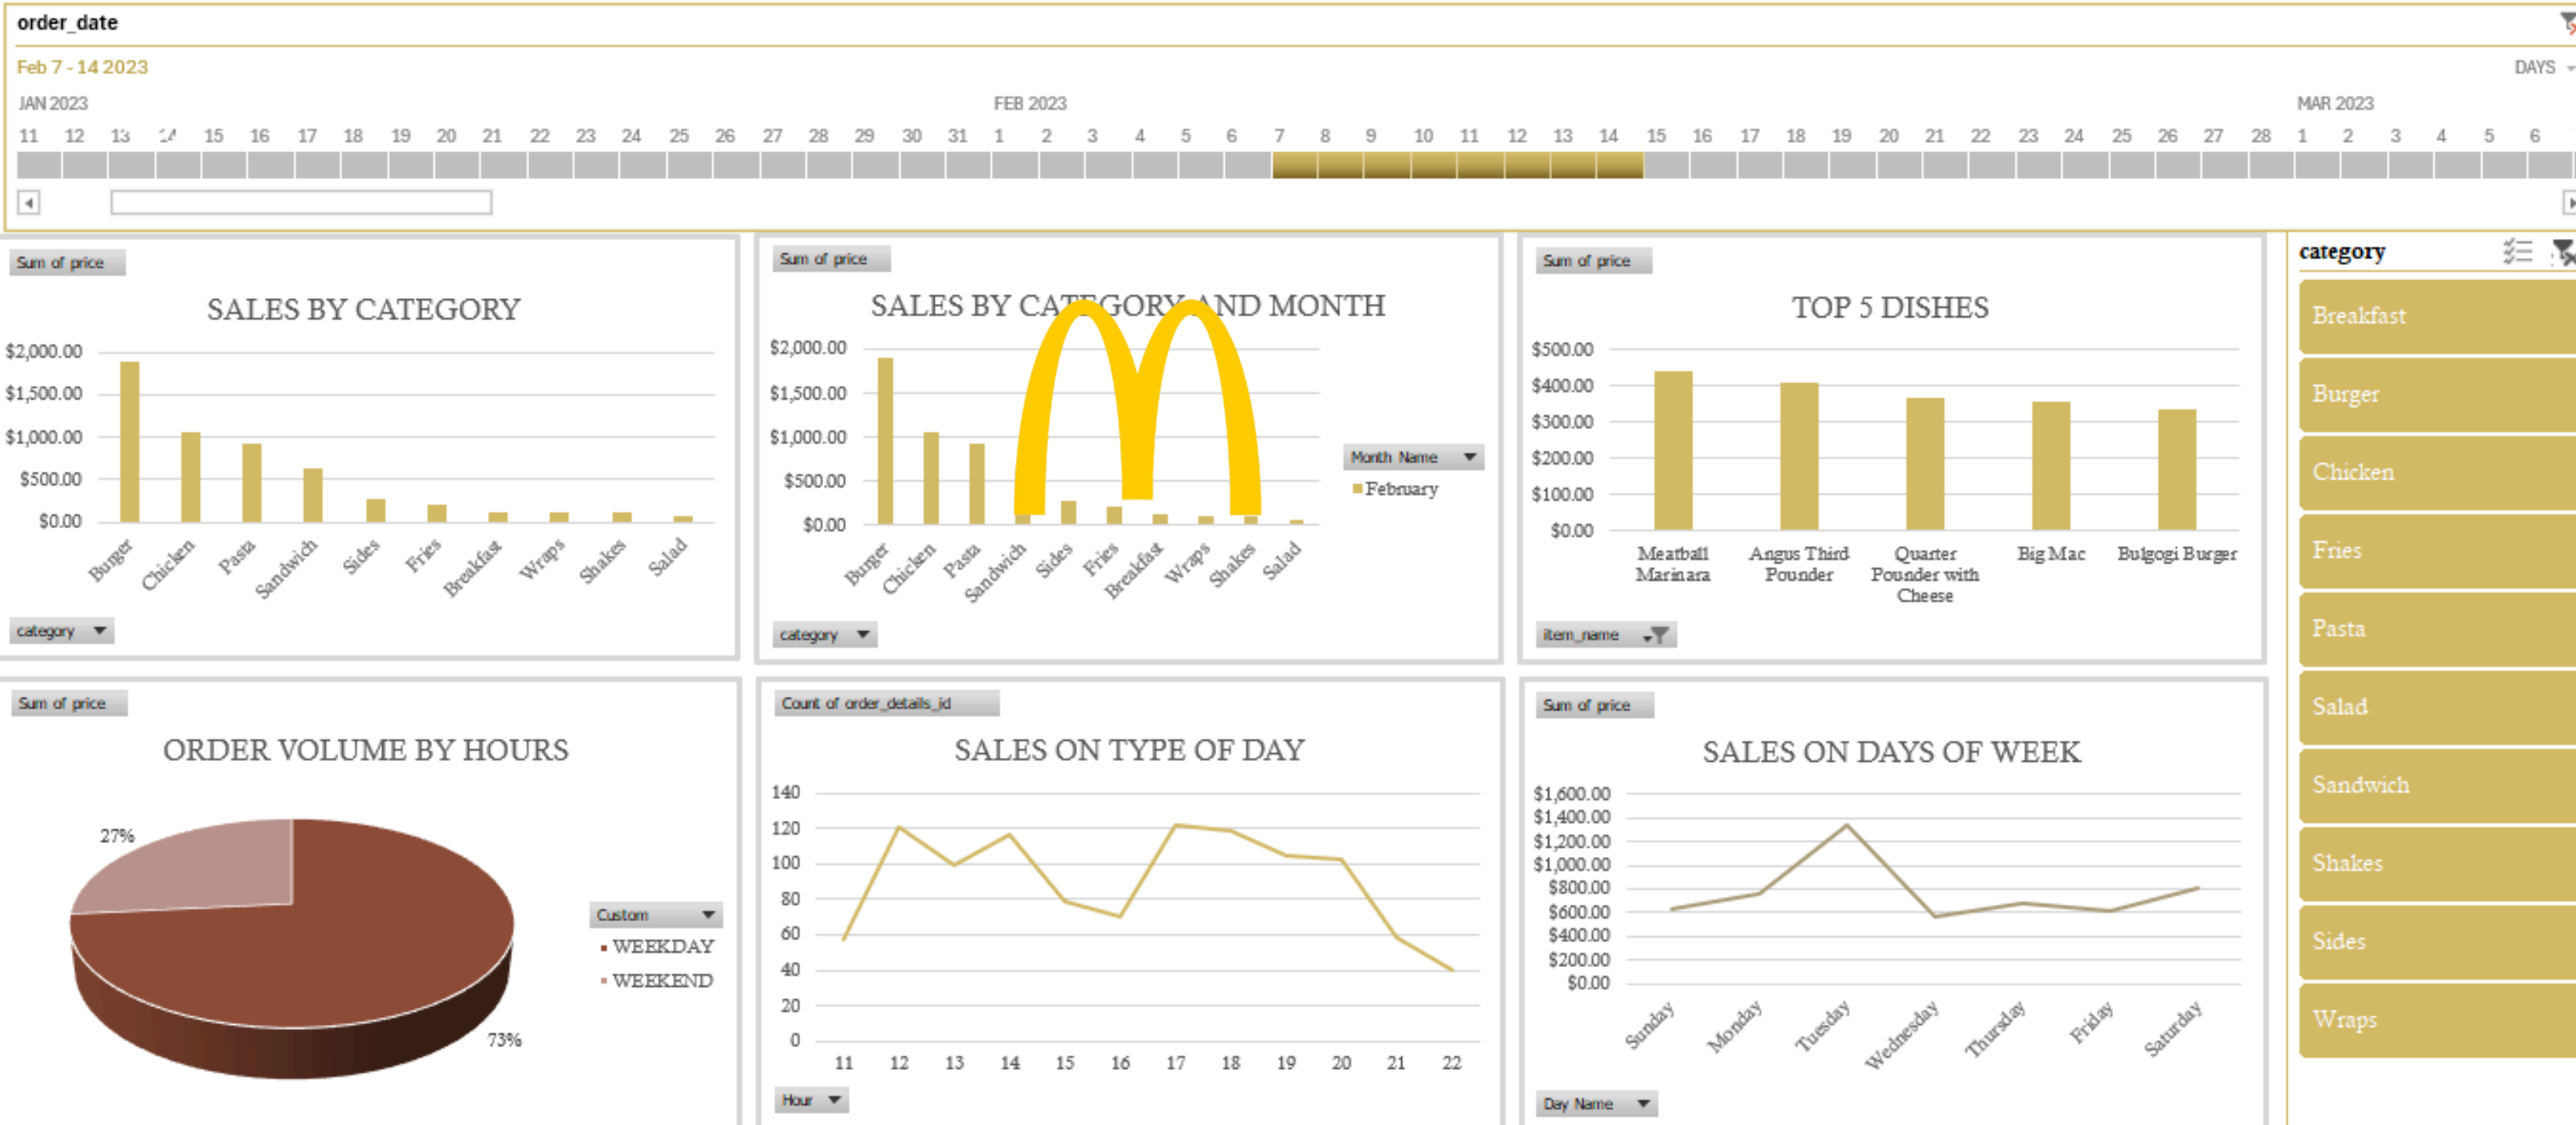 order_date
Feb 7 - 14 2023
DAYS
JAN 2023 FEB 2023 MAR 2023
11 12 13 14 15 16 17 18 19 20 21 22 23 24 25 26 27 28 29 30 31 1 2 3 4 5 6 7 8 9 10 11 12 13 14 15 16 17 18 19 20 21 22 23 24 25 26 27 28 1 2 3 4 5 6
Sum of price
SALES BY CATEGORY
$2,000.00
$1,500.00
$1,000.00
$500.00
$0.00
Burger Chicken Pasta Sandwich Sides Fries Breakfast Wraps Shakes Salad
category
Sum of price
SALES BY CATEGORY AND MONTH
$2,000.00
$1,500.00
$1,000.00
$500.00
$0.00
Burger Chicken Pasta Sandwich Sides Fries Breakfast Wraps Shakes Salad
Month Name
February
category
Sum of price
TOP 5 DISHES
$500.00
$400.00
$300.00
$200.00
$100.00
$0.00
Meatball Marinara
Angus Third Pounder
Quarter Pounder with Cheese
Big Mac
Bulgogi Burger
item_name
category
Breakfast
Burger
Chicken
Fries
Pasta
Salad
Sandwich
Shakes
Sides
Wraps
Sum of price
ORDER VOLUME BY HOURS
27%
73%
Custom
WEEKDAY
WEEKEND
Count of order_details_id
SALES ON TYPE OF DAY
140
120
100
80
60
40
20
0
11 12 13 14 15 16 17 18 19 20 21 22
Hour
Sum of price
SALES ON DAYS OF WEEK
$1,600.00
$1,400.00
$1,200.00
$1,000.00
$800.00
$600.00
$400.00
$200.00
$0.00
Sunday Monday Tuesday Wednesday Thursday Friday Saturday
Day Name